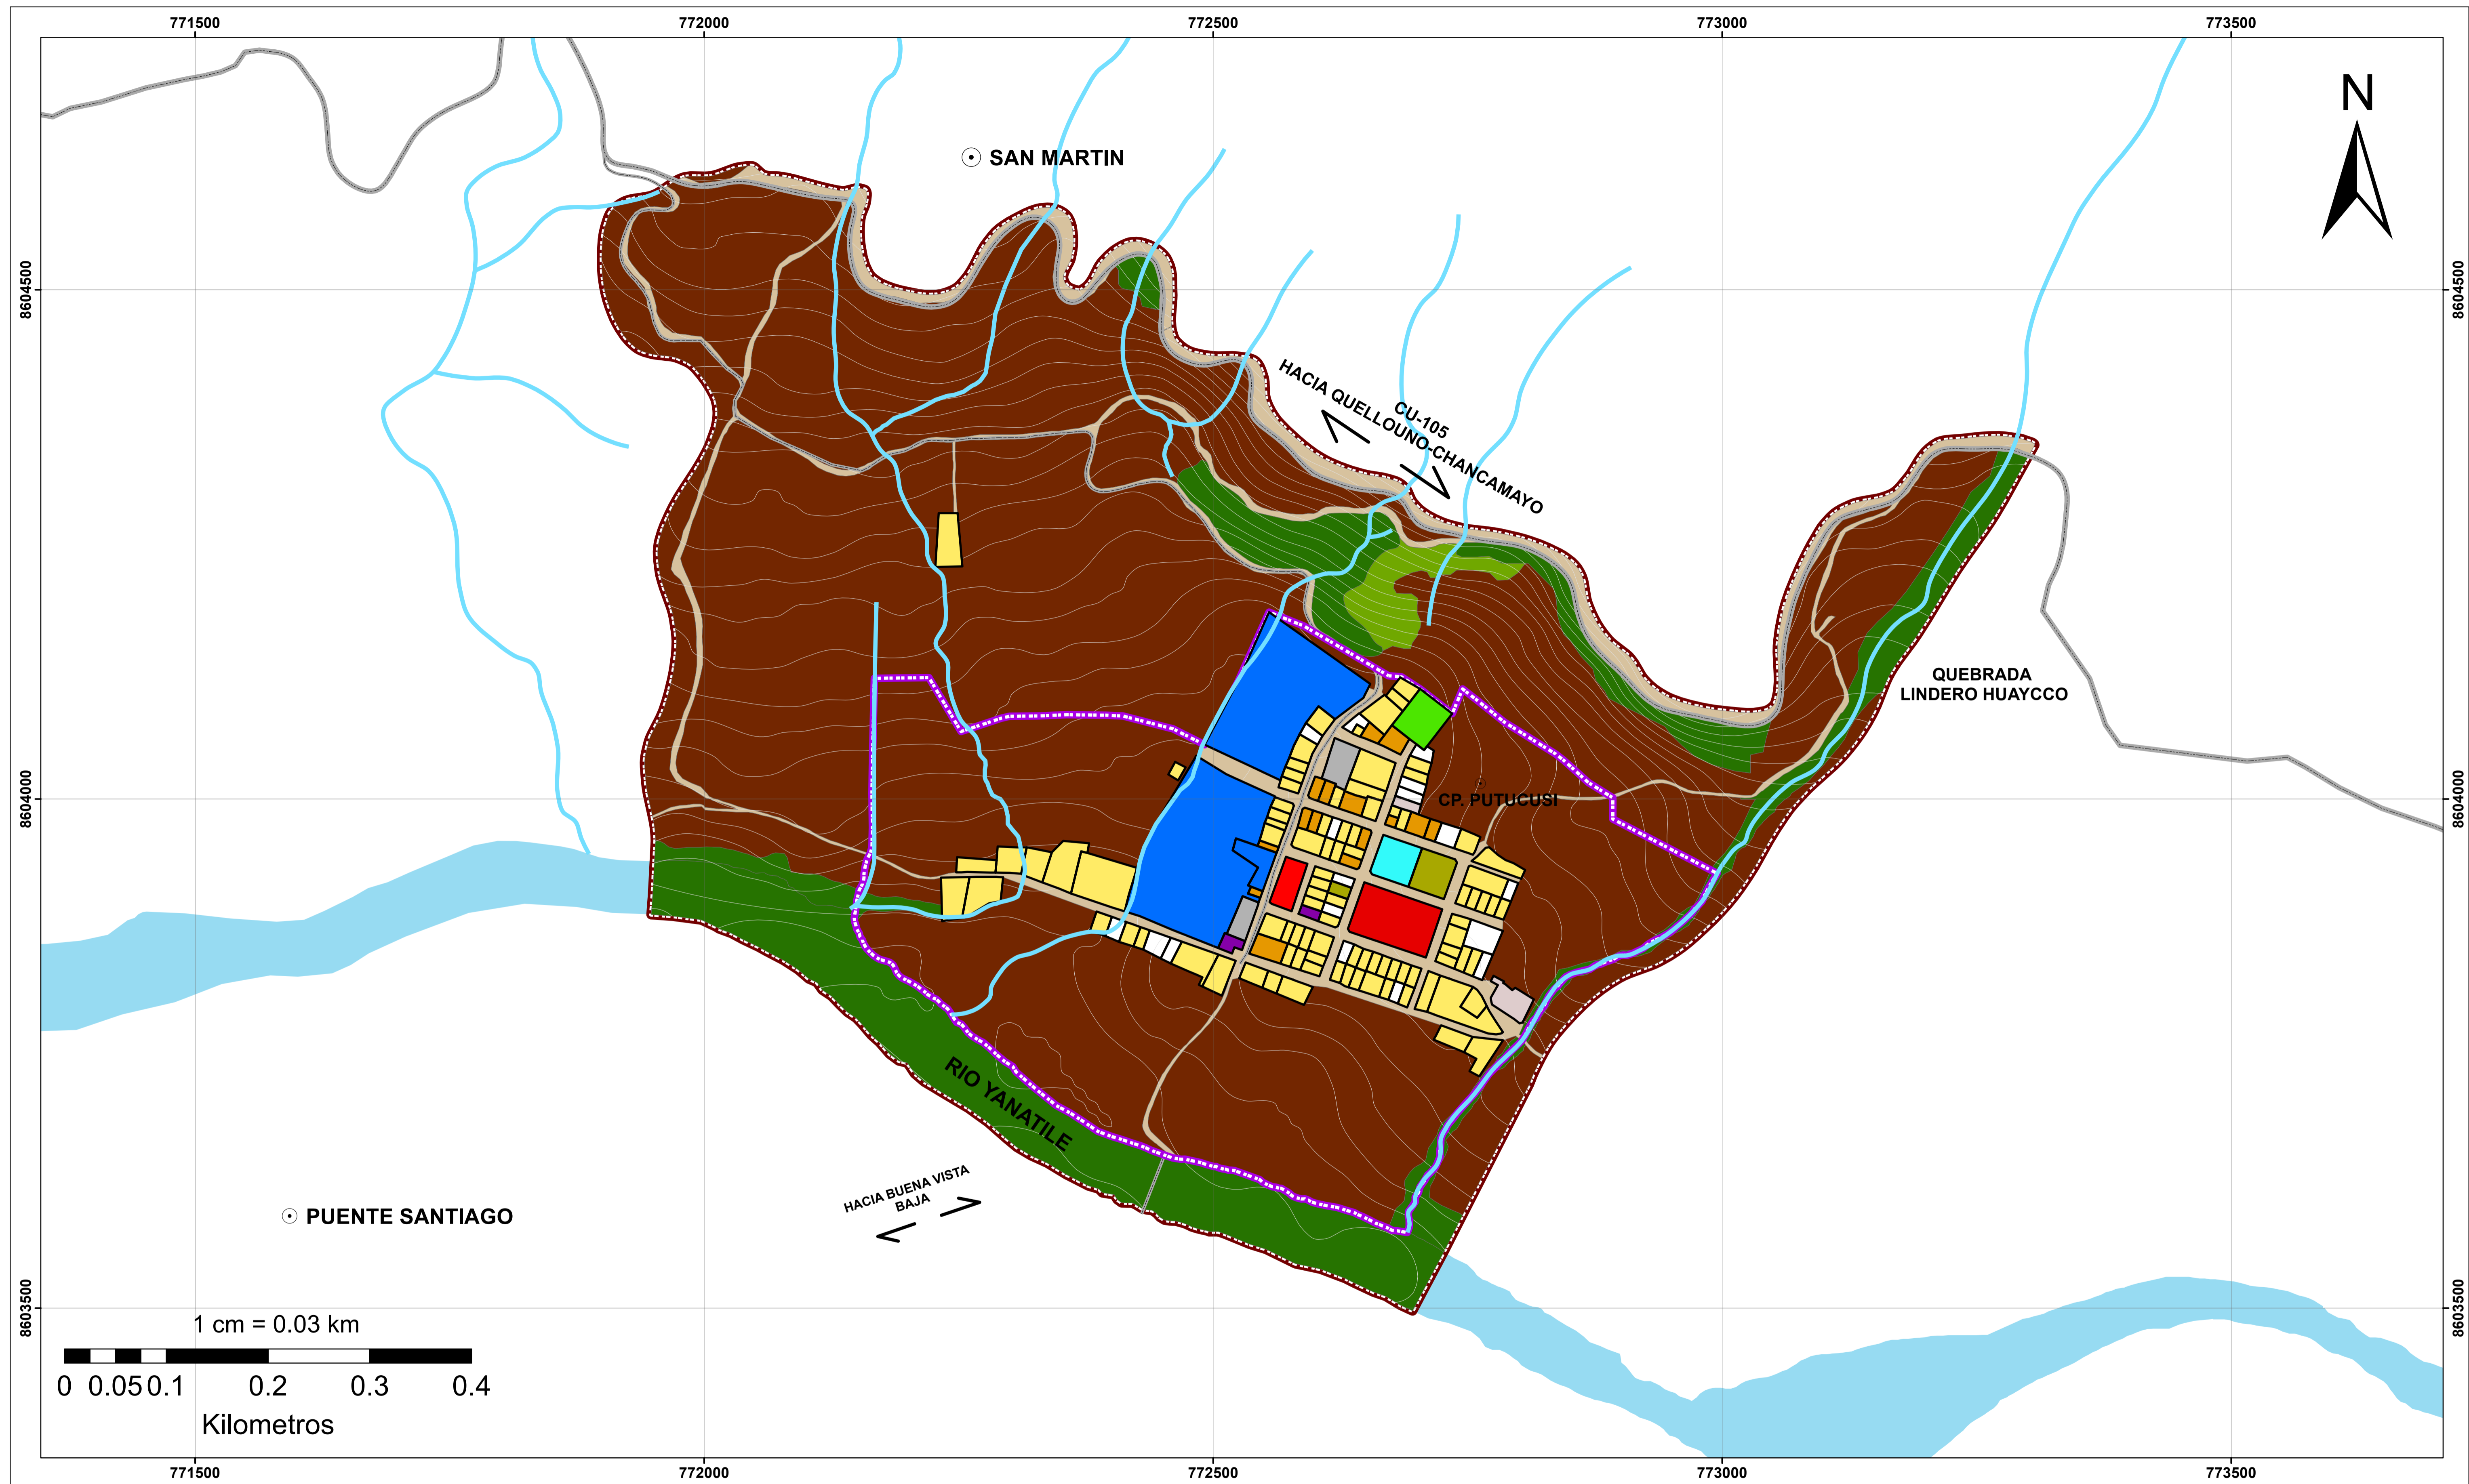 771500 772000 772500 773000 773500
N
SAN MARTIN
8604500 8604500
CU-105
HACIA QUELLOUNO-CHANCAMAYO
QUEBRADA
LINDERO HUAYCCO
8604000 8604000
CP. PUTUCUSI
RIO YANATILE
HACIA BUENA VISTA
BAJA
PUENTE SANTIAGO
8603500 8603500
1 cm = 0.03 km
0 0.05 0.1 0.2 0.3 0.4
Kilometros
771500 772000 772500 773000 773500